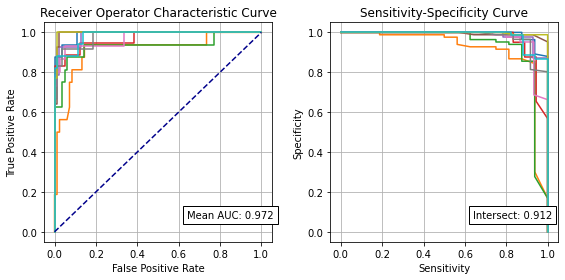 Receiver Operator Characteristic Curve
True Positive Rate
1.0
0.8
0.6
0.4
0.2
0.0
Mean AUC: 0.972
0.0 0.2 0.4 0.6 0.8 1.0
False Positive Rate
Sensitivity-Specificity Curve
Specificity
1.0
0.8
0.6
0.4
0.2
0.0
Intersect: 0.912
0.0 0.2 0.4 0.6 0.8 1.0
Sensitivity